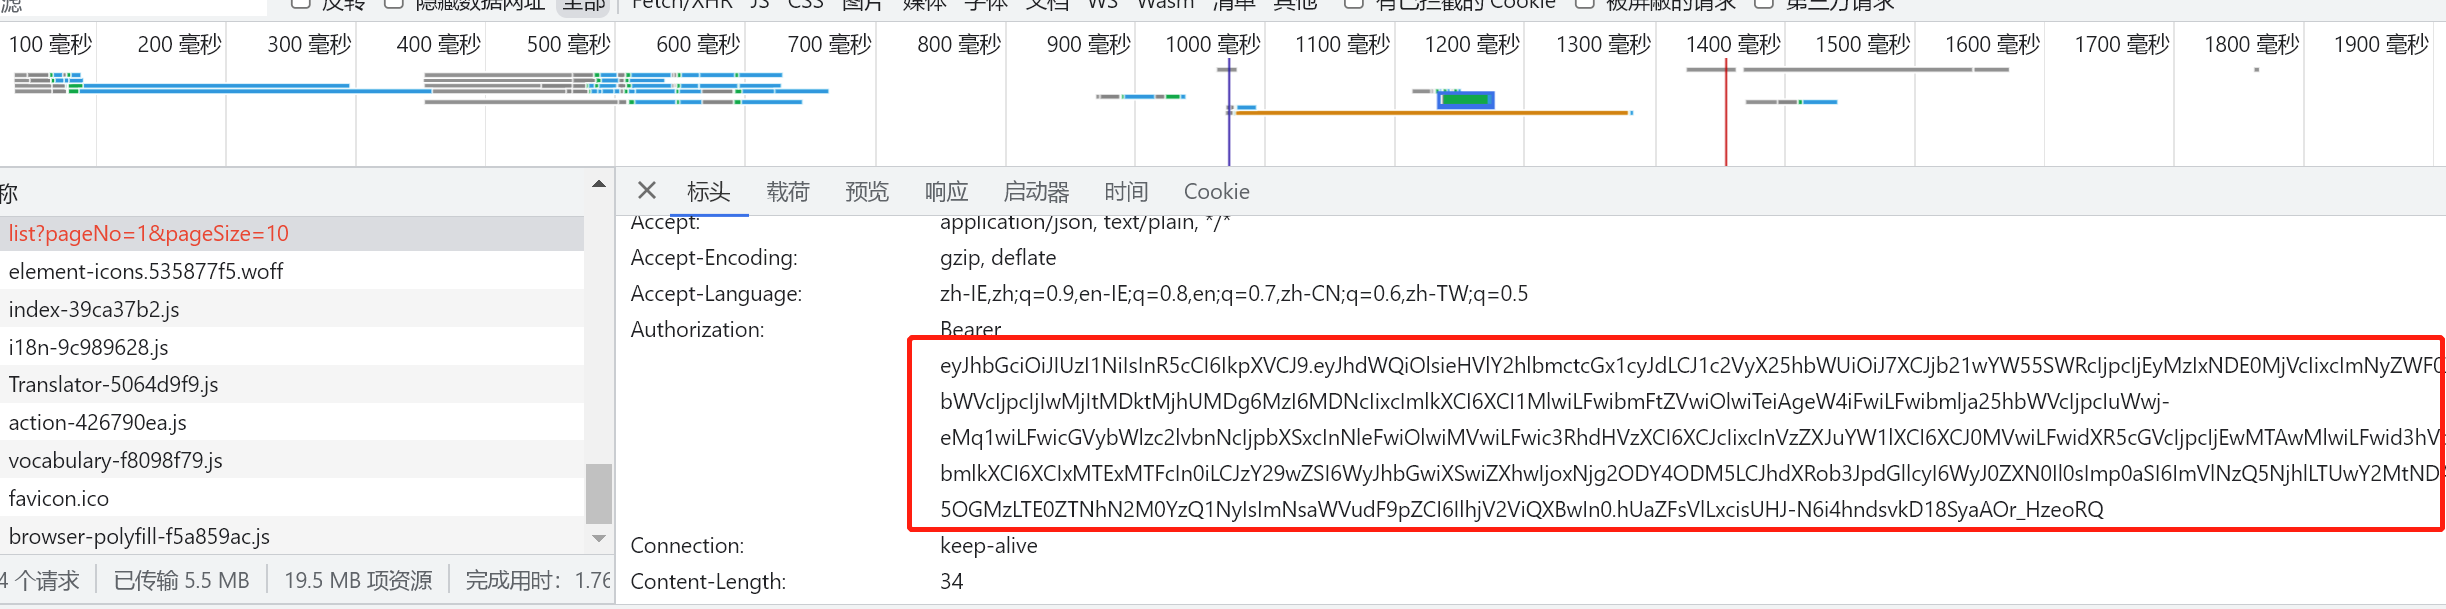 滤 反转 隐藏数据网址 全部 Fetch/XHR JS CSS 图片 媒体 字体 文档 WS Wasm 清单 其他 有已拦截的 Cookie 被屏蔽的请求 第三方请求
100 毫秒 200 毫秒 300 毫秒 400 毫秒 500 毫秒 600 毫秒 700 毫秒 800 毫秒 900 毫秒 1000 毫秒 1100 毫秒 1200 毫秒 1300 毫秒 1400 毫秒 1500 毫秒 1600 毫秒 1700 毫秒 1800 毫秒 1900 毫秒
称
list?pageNo=1&pageSize=10
element-icons.535877f5.woff
index-39ca37b2.js
i18n-9c989628.js
Translator-5064d9f9.js
action-426790ea.js
vocabulary-f8098f79.js
favicon.ico
browser-polyfill-f5a859ac.js
4 个请求 已传输 5.5 MB 19.5 MB 项资源 完成用时: 1.76
标头 载荷 预览 响应 启动器 时间 Cookie
Accept: application/json, text/plain, */*
Accept-Encoding: gzip, deflate
Accept-Language: zh-IE,zh;q=0.9,en-IE;q=0.8,en;q=0.7,zh-CN;q=0.6,zh-TW;q=0.5
Authorization: Bearer
eyJhbGciOiJIUzI1NiIsInR5cCI6IkpXVCJ9.eyJhdWQiOlsieHVlY2hlbmctcGx1cyJdLCJ1c2VyX25hbWUiOiJ7XCJjb21wYW55SWRcIjpcIjEyMzIxNDE0MjVcIixcImNyZWF0
bWVcIjpcIjIwMjItMDktMjhUMDg6MzI6MDNcIixcImlkXCI6XCI1MlwiLFwibmFtZVwiOlwiTeiAgeW4iFwiLFwibmlja25hbWVcIjpcIuWwj-
eMq1wiLFwicGVybWlzc2lvbnNcIjpbXSxcInNleFwiOlwiMVwiLFwic3RhdHVzXCI6XCJcIixcInVzZXJuYW1lXCI6XCJ0MVwiLFwidXR5cGVcIjpcIjEwMTAwMlwiLFwid3hV
bmlkXCI6XCIxMTExMTFcIn0iLCJzY29wZSI6WyJhbGwiXSwiZXhwIjoxNjg2ODY4ODM5LCJhdXRob3JpdGllcyI6WyJ0ZXN0Il0sImp0aSI6ImVlNzQ5NjhlLTUwY2MtND
5OGMzLTE0ZTNhN2M0YzQ1NyIsImNsaWVudF9pZCI6IlhjV2ViQXBwIn0.hUaZFsVlLxcisUHJ-N6i4hndsvkD18SyaAOr_HzeoRQ
Connection: keep-alive
Content-Length: 34